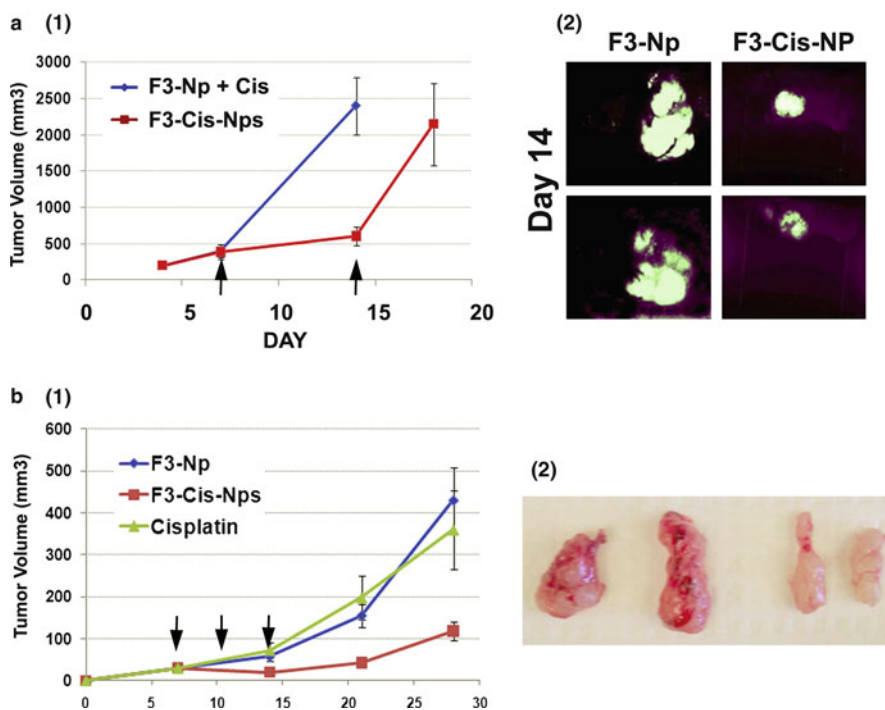 a (1)
Tumor Volume (mm3)
3000
2500
2000
1500
1000
500
0
F3-Np + Cis
F3-Cis-Nps
0 5 10 15 20
DAY
(2)
F3-Np F3-Cis-NP
Day 14
b (1)
Tumor Volume (mm3)
600
500
400
300
200
100
0
F3-Np
F3-Cis-Nps
Cisplatin
0 5 10 15 20 25 30
(2)